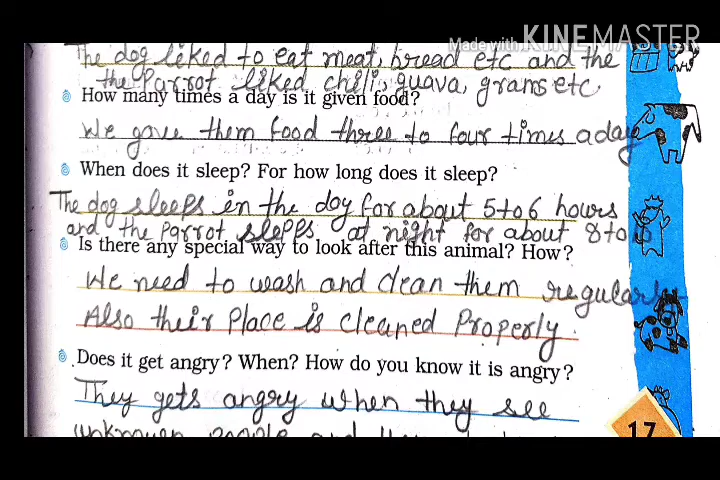 Made with KINEMASTER
The dog liked to eat meat, bread etc and the
the Parrot liked chili, guava, grams etc.
How many times a day is it given food?
We gave them food three to four times a day
When does it sleep? For how long does it sleep?
The dog sleeps in the day for about 5 to 6 hours
and the parrot slepps at night for about 8 to
Is there any special way to look after this animal? How?
We need to wash and clean them regularly
Also their place is cleaned Properly.
Does it get angry? When? How do you know it is angry?
They gets angry when they see
unknown people and
17